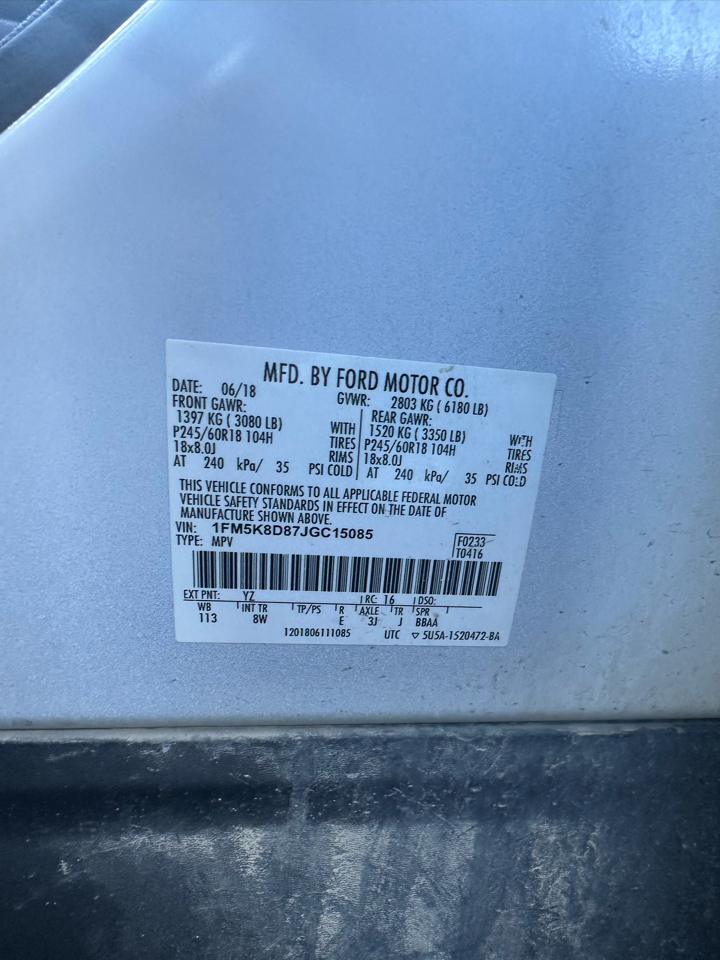 MFD. BY FORD MOTOR CO.
DATE: 06/18 GVWR: 2803 KG ( 6180 LB)
FRONT GAWR: REAR GAWR:
1397 KG ( 3080 LB) WITH 1520 KG ( 3350 LB) WITH
P245/60R18 104H TIRES P245/60R18 104H TIRES
18x8.0J RIMS 18x8.0J RIMS
AT 240 kPa/ 35 PSI COLD AT 240 kPa/ 35 PSI COLD
THIS VEHICLE CONFORMS TO ALL APPLICABLE FEDERAL MOTOR
VEHICLE SAFETY STANDARDS IN EFFECT ON THE DATE OF
MANUFACTURE SHOWN ABOVE.
VIN: 1FM5K8D87JGC15085
TYPE: MPV
F0233
T0416
EXT PNT: YZ RC: 16 DSO:
WB INT TR TP/PS R AXLE TR SPR
113 8W E 3J J BBAA
1201806111085 UTC ▽ 5U5A-1520472-BA